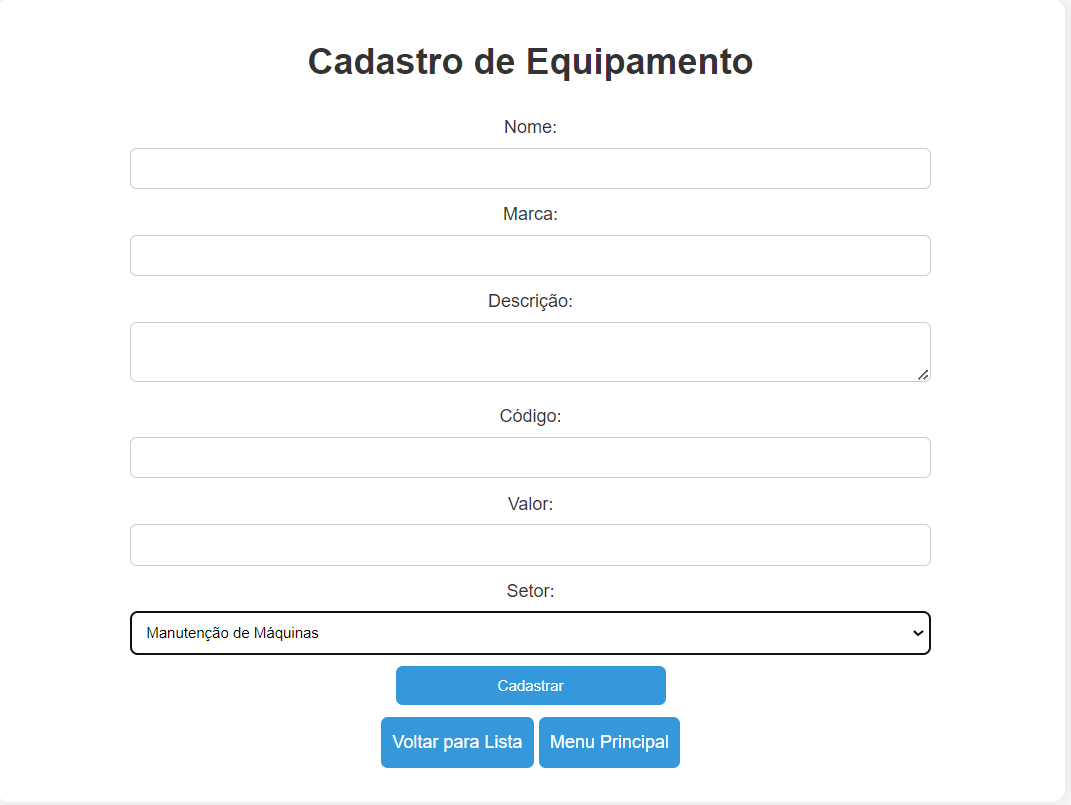 Cadastro de Equipamento
Nome:
Marca:
Descrição:
Código:
Valor:
Setor:
Manutenção de Máquinas
Cadastrar
Voltar para Lista Menu Principal